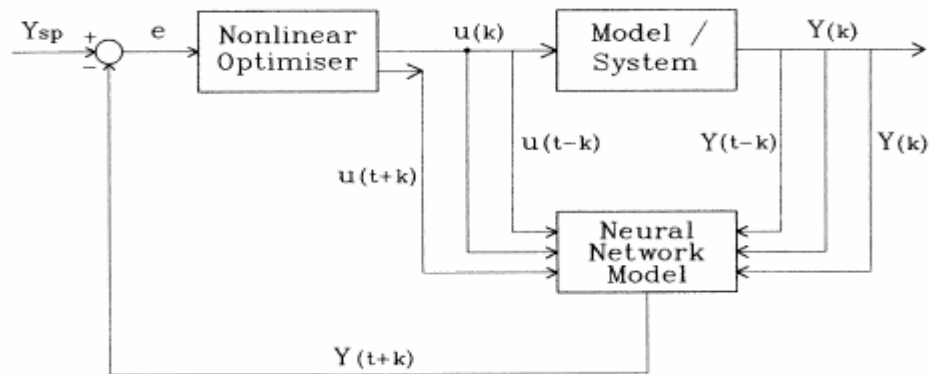 Ysp
+
−
e
Nonlinear
Optimiser
u(k)
Model /
System
Y(k)
u(t+k)
u(t−k)
Y(t−k)
Y(k)
Neural
Network
Model
Y(t+k)